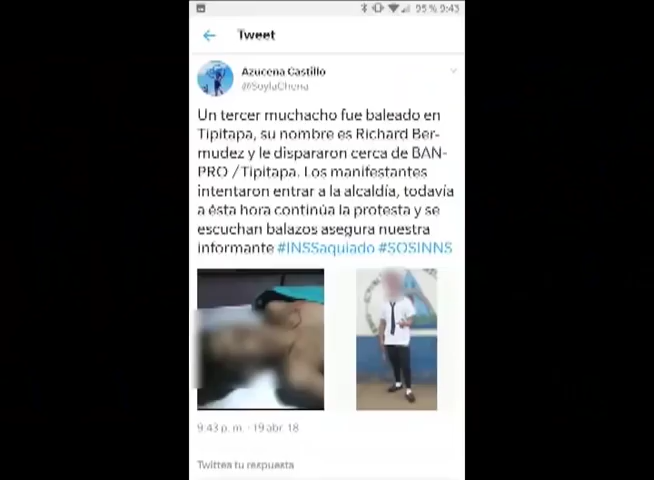 95 % 9:43
Tweet
Azucena Castillo
@SoylaChena
Un tercer muchacho fue baleado en
Tipitapa, su nombre es Richard Ber-
mudez y le dispararon cerca de BAN-
PRO /Tipitapa. Los manifestantes
intentaron entrar a la alcaldía, todavía
a ésta hora continúa la protesta y se
escuchan balazos asegura nuestra
informante #INSSaquiado #SOSINNS
9:43 p. m. · 19 abr. 18
Twittea tu respuesta